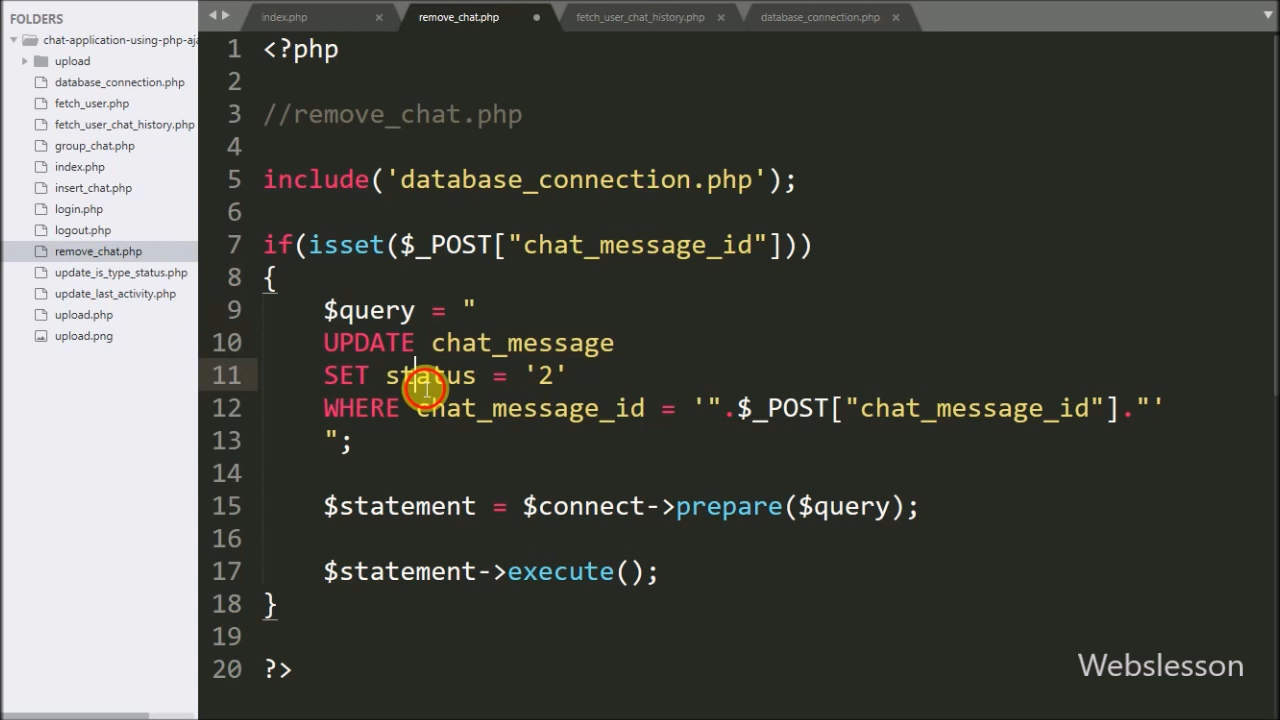 FOLDERS
chat-application-using-php-aja
upload
database_connection.php
fetch_user.php
fetch_user_chat_history.php
group_chat.php
index.php
insert_chat.php
login.php
logout.php
remove_chat.php
update_is_type_status.php
update_last_activity.php
upload.php
upload.png
index.php × remove_chat.php fetch_user_chat_history.php × database_connection.php ×
1 <?php
2
3 //remove_chat.php
4
5 include('database_connection.php');
6
7 if(isset($_POST["chat_message_id"]))
8 {
9 $query = "
10 UPDATE chat_message
11 SET status = '2'
12 WHERE chat_message_id = '".$_POST["chat_message_id"]."'
13 ";
14
15 $statement = $connect->prepare($query);
16
17 $statement->execute();
18 }
19
20 ?>
Webslesson